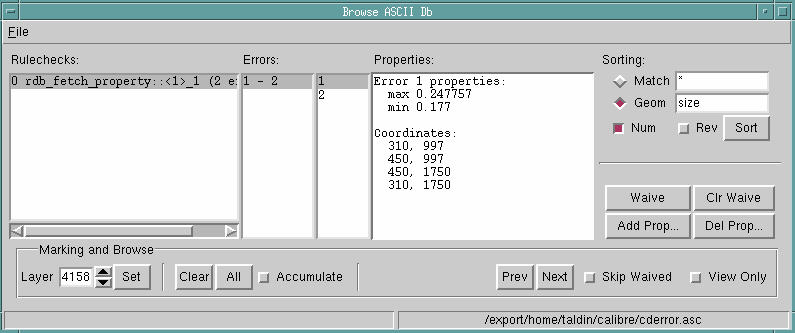 Browse ASCII Db
File
Rulechecks:
Errors:
Properties:
Sorting:
0 rdb_fetch_property::<1>_1 (2 e
1 - 2
1
2
Error 1 properties:
max 0.247757
min 0.177
Coordinates:
310, 997
450, 997
450, 1750
310, 1750
Match
*
Geom
size
Num
Rev
Sort
Waive
Clr Waive
Add Prop...
Del Prop...
Marking and Browse
Layer
4158
Set
Clear
All
Accumulate
Prev
Next
Skip Waived
View Only
/export/home/taldin/calibre/cderror.asc